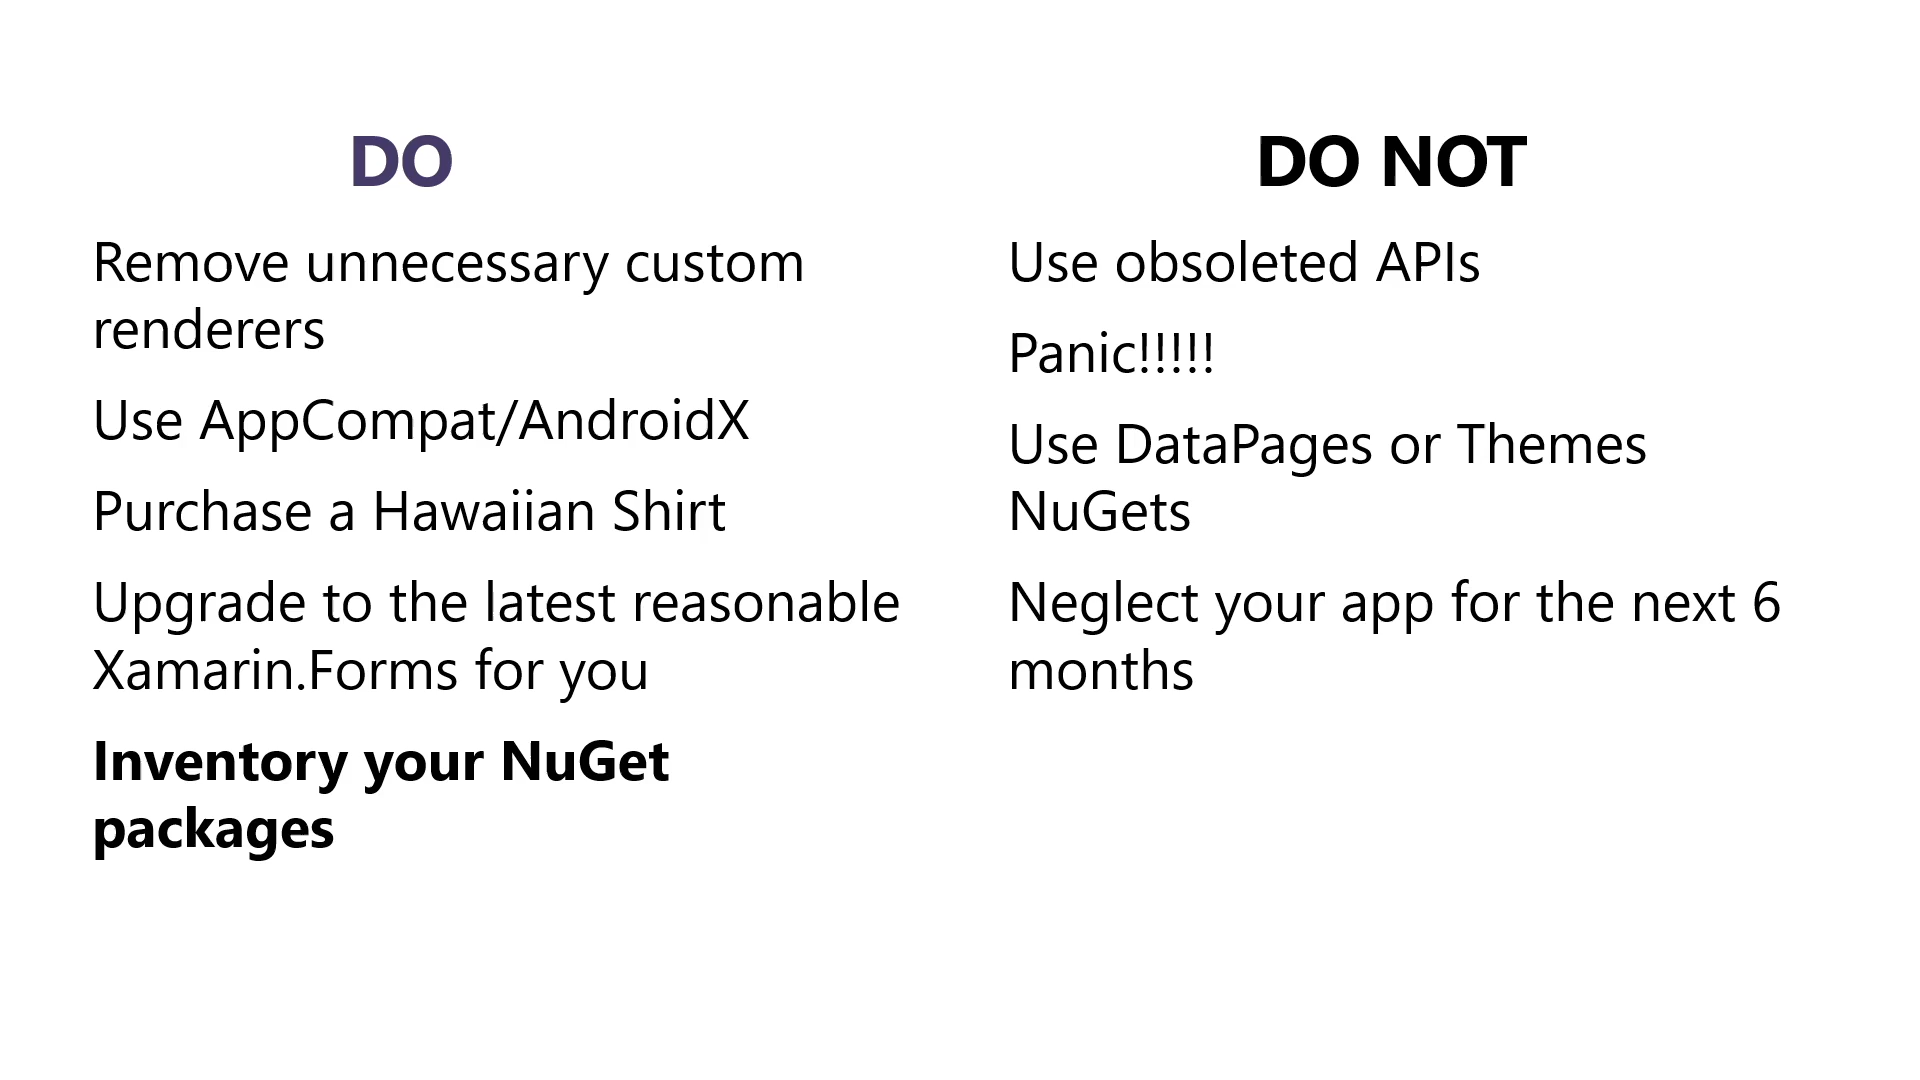 DO
Remove unnecessary custom
renderers
Use AppCompat/AndroidX
Purchase a Hawaiian Shirt
Upgrade to the latest reasonable
Xamarin.Forms for you
Inventory your NuGet
packages
DO NOT
Use obsoleted APIs
Panic!!!!!
Use DataPages or Themes
NuGets
Neglect your app for the next 6
months